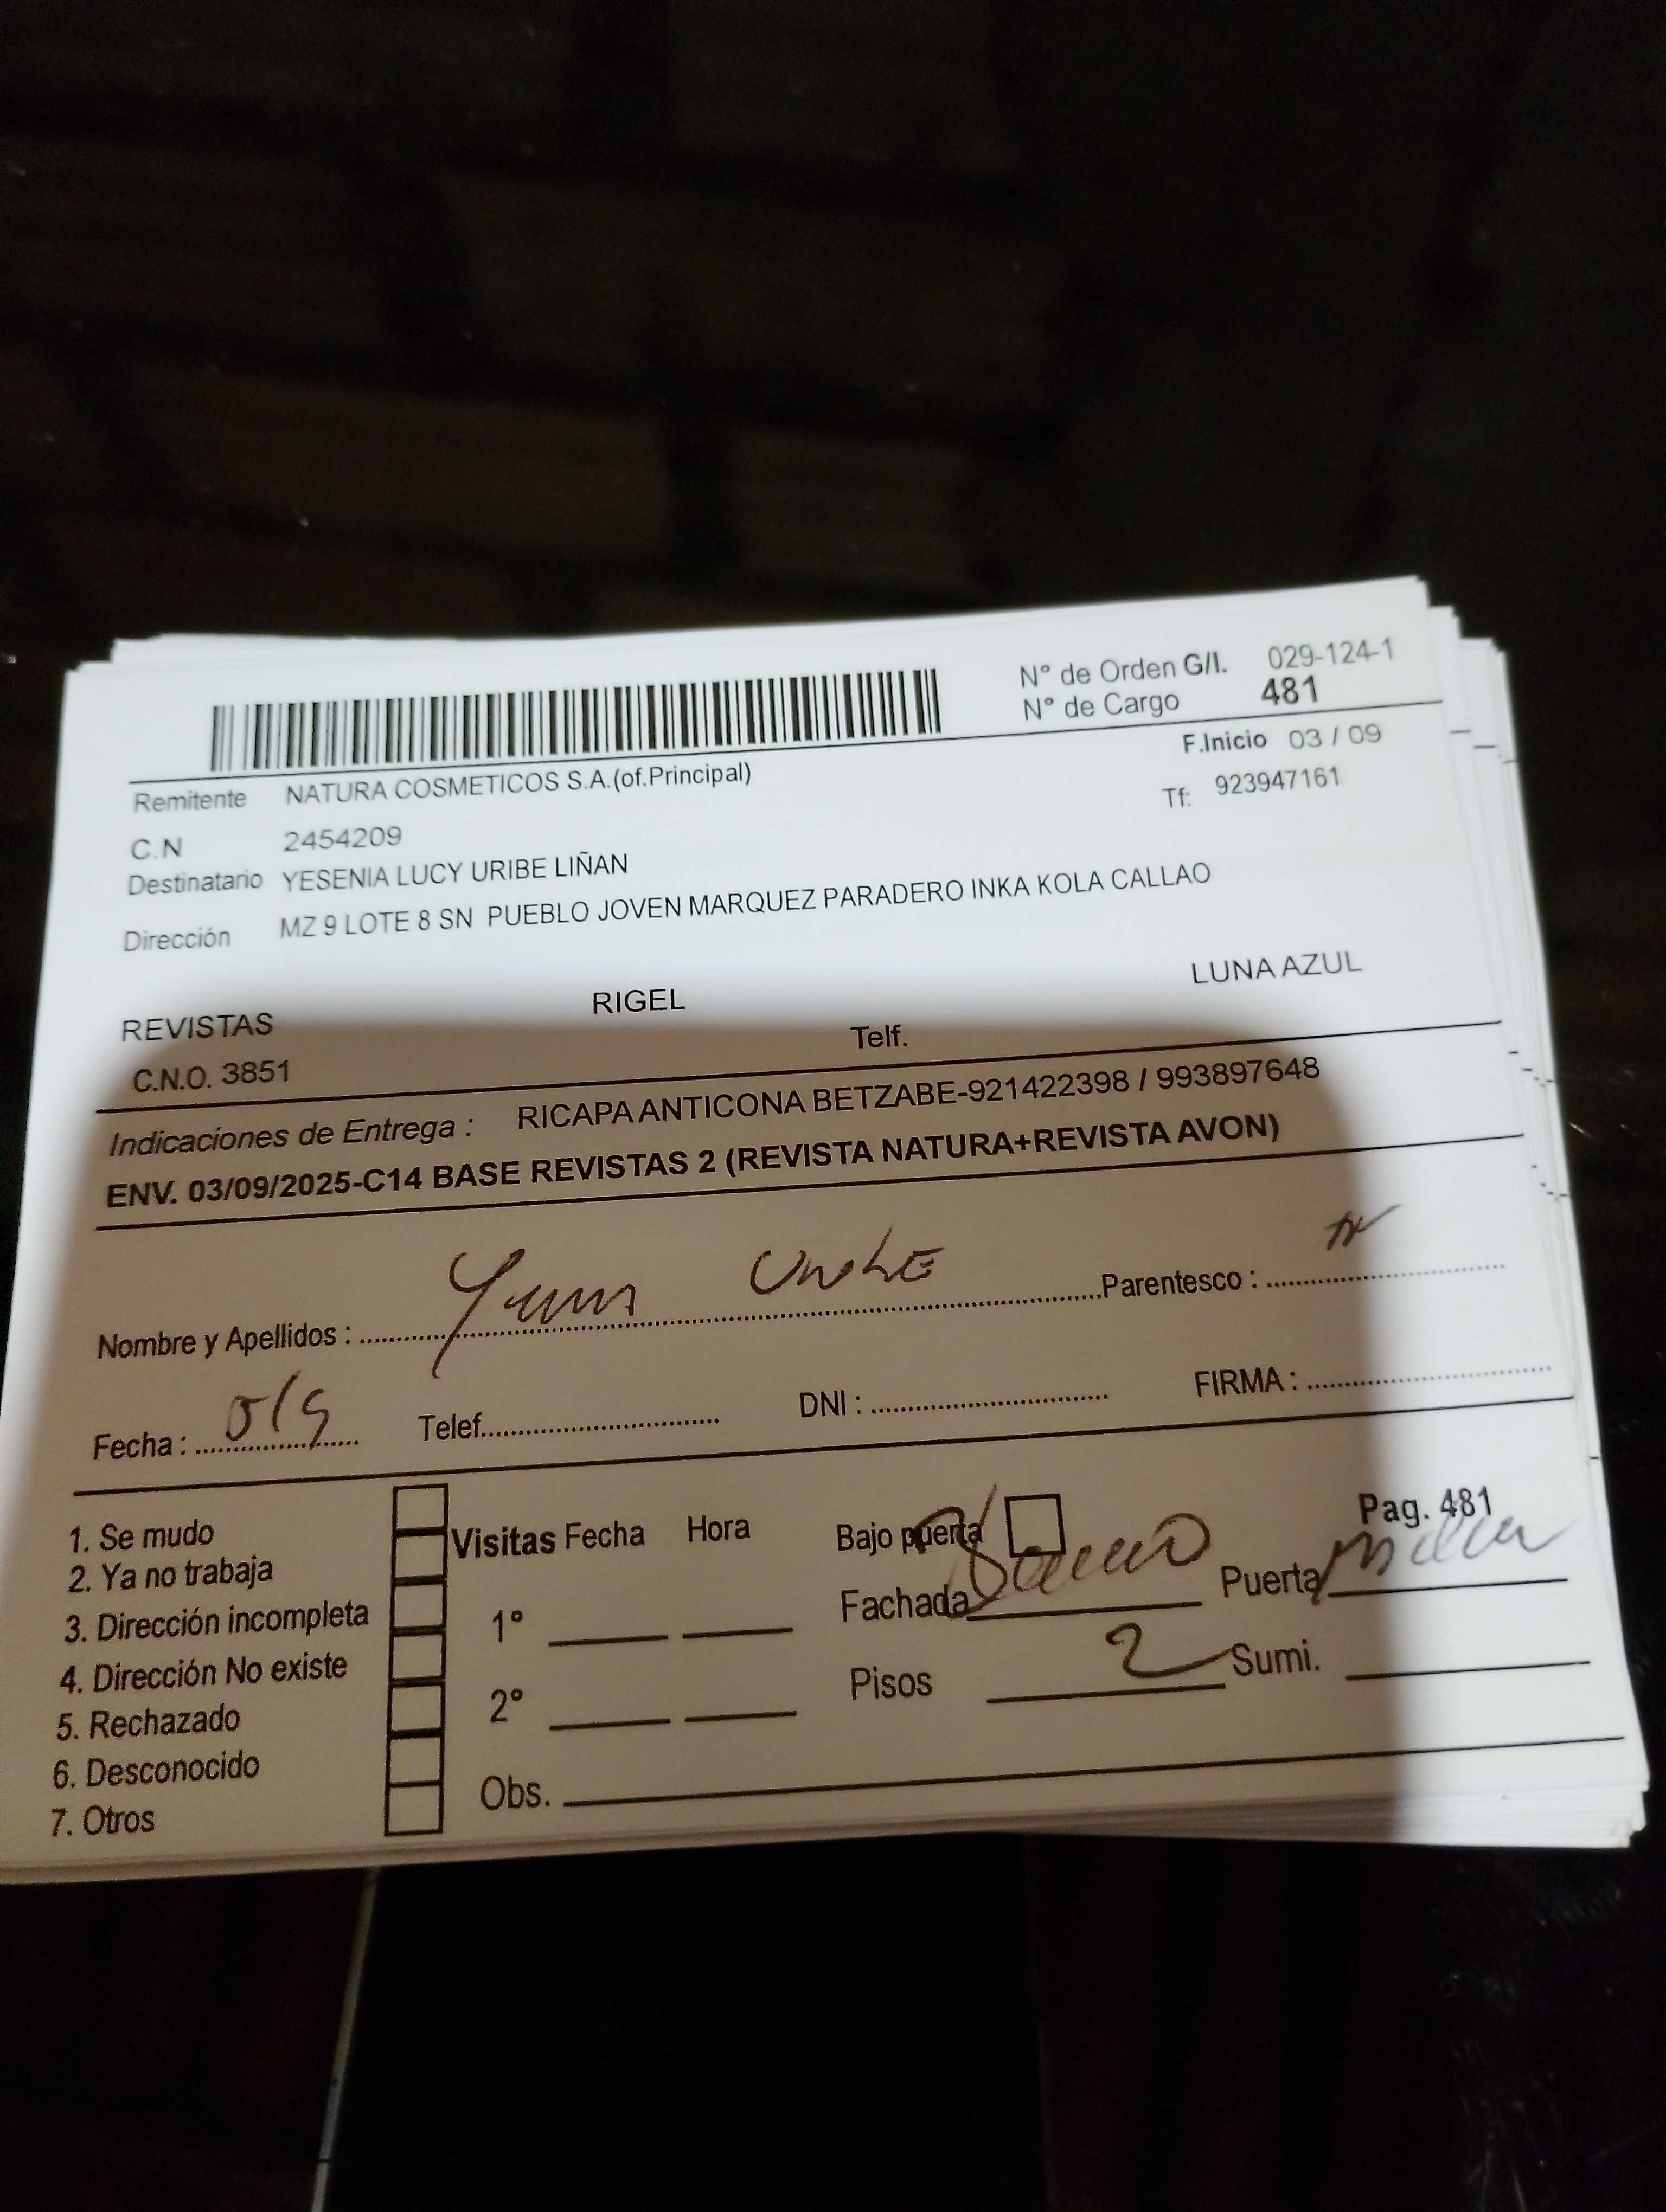 N° de Orden G/I. 029-124-1
N° de Cargo 481
F.Inicio 03 / 09
Remitente NATURA COSMETICOS S.A.(of.Principal)
Tf: 923947161
C.N 2454209
Destinatario YESENIA LUCY URIBE LIÑAN
Dirección MZ 9 LOTE 8 SN PUEBLO JOVEN MARQUEZ PARADERO INKA KOLA CALLAO
REVISTAS RIGEL LUNA AZUL
C.N.O. 3851 Telf.
Indicaciones de Entrega : RICAPA ANTICONA BETZABE-921422398 / 993897648
ENV. 03/09/2025-C14 BASE REVISTAS 2 (REVISTA NATURA+REVISTA AVON)
Nombre y Apellidos : Parentesco :
Fecha : 5/9 Telef. DNI : FIRMA :
Pag. 481
1. Se mudo
2. Ya no trabaja
3. Dirección incompleta
4. Dirección No existe
5. Rechazado
6. Desconocido
7. Otros
Visitas Fecha Hora
1°
2°
Obs.
Bajo puerta
Fachada Puerta
Pisos 2 Sumi.